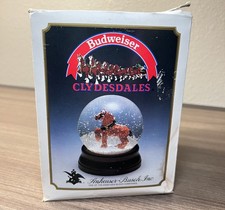 Budweiser
CLYDESDALES
Anheuser-Busch, Inc.